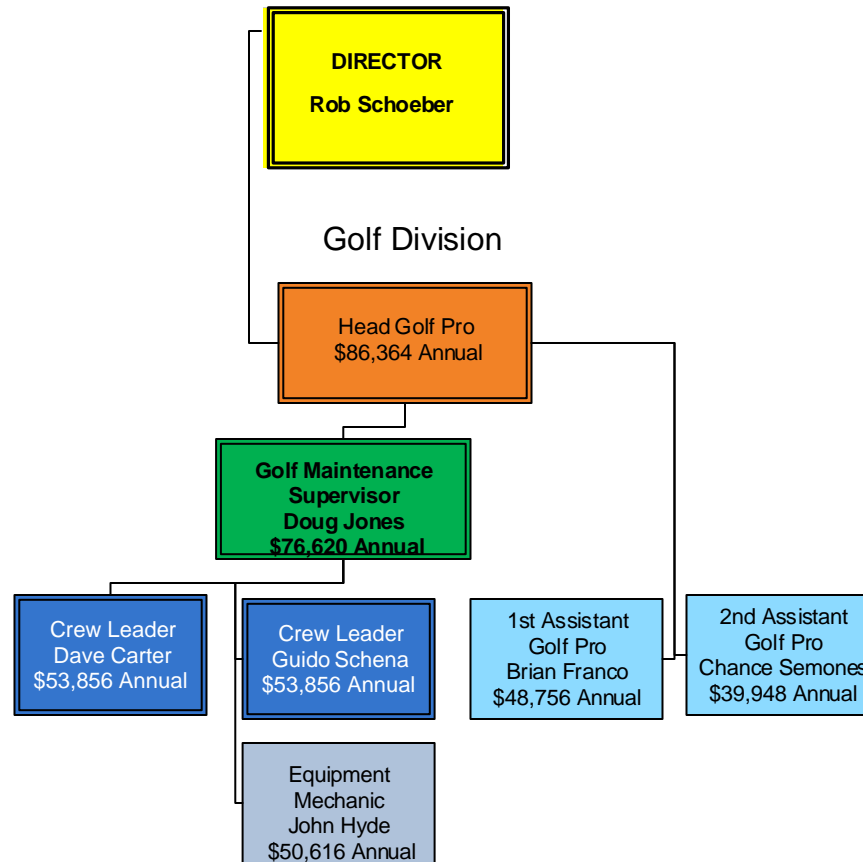 DIRECTOR
Rob Schoeber
Golf Division
Head Golf Pro
$86,364 Annual
Golf Maintenance
Supervisor
Doug Jones
$76,620 Annual
Crew Leader
Dave Carter
$53,856 Annual
Crew Leader
Guido Schena
$53,856 Annual
1st Assistant
Golf Pro
Brian Franco
$48,756 Annual
2nd Assistant
Golf Pro
Chance Semones
$39,948 Annual
Equipment
Mechanic
John Hyde
$50,616 Annual